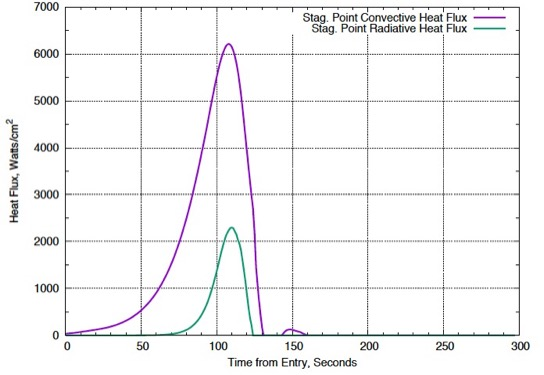 7000
6000
5000
4000
3000
2000
1000
0
Heat Flux, Watts/cm²
Stag. Point Convective Heat Flux
Stag. Point Radiative Heat Flux
0 50 100 150 200 250 300
Time from Entry, Seconds